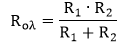 Rολ = R1 · R2 / R1 + R2